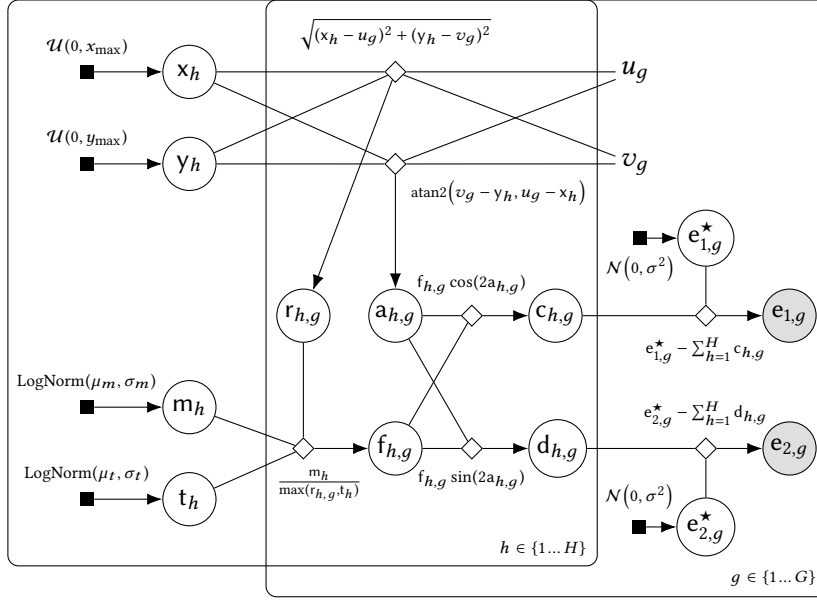 √(x_h − u_g)² + (y_h − v_g)²
𝒰(0, x_max)
x_h
u_g
𝒰(0, y_max)
y_h
v_g
atan2(v_g − y_h, u_g − x_h)
e⋆_{1,g}
𝒩(0, σ²)
f_{h,g} cos(2a_{h,g})
r_{h,g}
a_{h,g}
c_{h,g}
e_{1,g}
e⋆_{1,g} − ∑_{h=1}^{H} c_{h,g}
LogNorm(μ_m, σ_m)
m_h
e⋆_{2,g} − ∑_{h=1}^{H} d_{h,g}
f_{h,g}
d_{h,g}
e_{2,g}
LogNorm(μ_t, σ_t)
m_h
max(r_{h,g}, t_h)
f_{h,g} sin(2a_{h,g})
t_h
𝒩(0, σ²)
e⋆_{2,g}
h ∈ {1... H}
g ∈ {1... G}